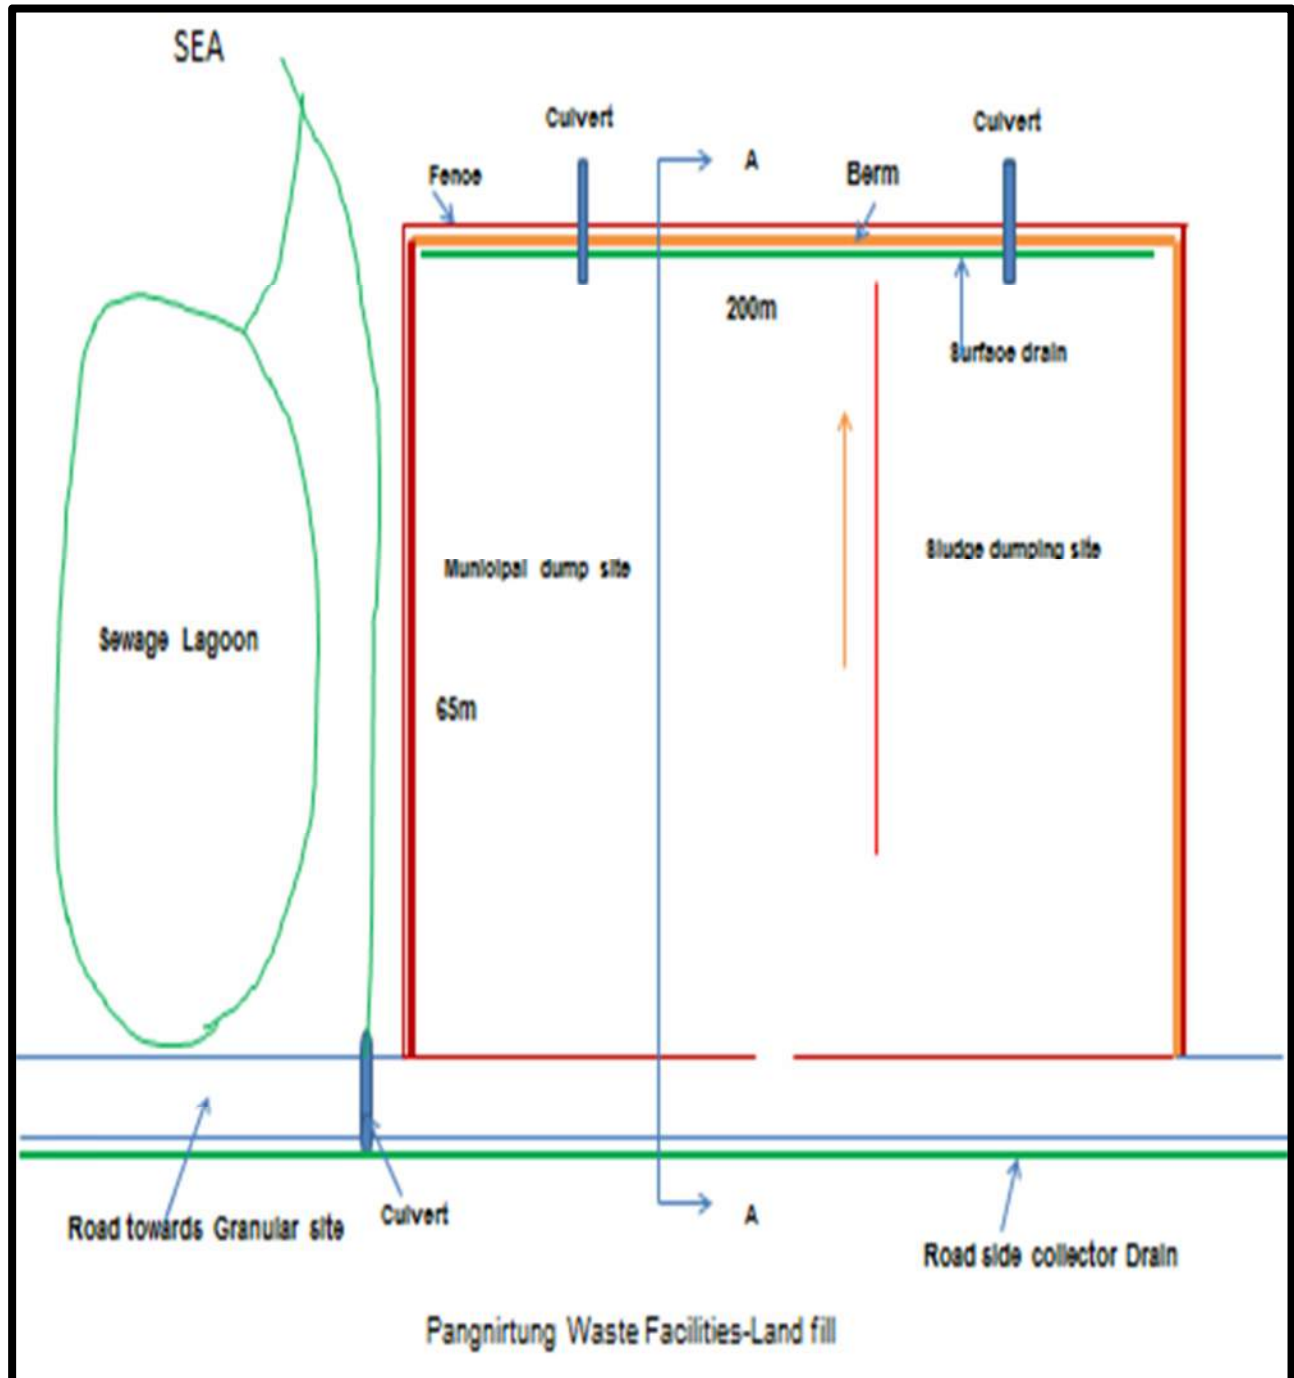 SEA
Culvert
Culvert
A
Fence
Berm
200m
Surface drain
Municipal dump site
Sludge dumping site
Sewage Lagoon
65m
Road towards Granular site
Culvert
A
Road side collector Drain
Pangnirtung Waste Facilities-Land fill